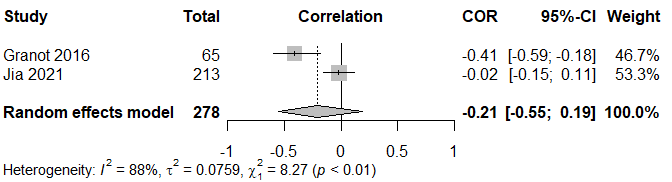 Study Total Correlation COR 95%-CI Weight
Granot 2016 65 -0.41 [-0.59; -0.18] 46.7%
Jia 2021 213 -0.02 [-0.15; 0.11] 53.3%
Random effects model 278 -0.21 [-0.55; 0.19] 100.0%
-1 -0.5 0 0.5 1
Heterogeneity: I² = 88%, τ² = 0.0759, χ²₁ = 8.27 (p < 0.01)